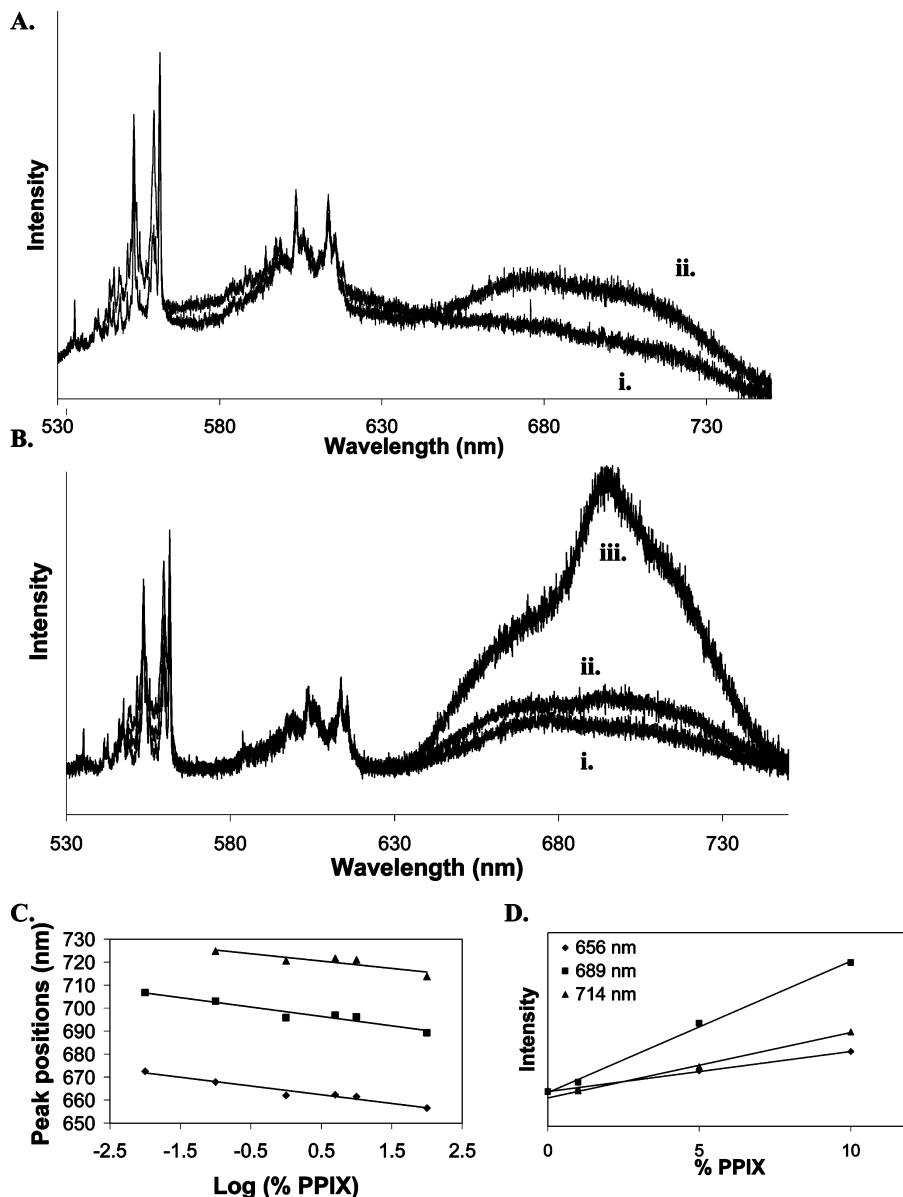 A.
Intensity
ii.
i.
530 580 630 680 730
Wavelength (nm)
B.
Intensity
iii.
ii.
i.
530 580 630 680 730
Wavelength (nm)
C.
Peak positions (nm)
730
720
710
700
690
680
670
660
650
-2.5 -1.5 -0.5 0.5 1.5 2.5
Log (% PPIX)
D.
Intensity
656 nm
689 nm
714 nm
0 5 10
% PPIX